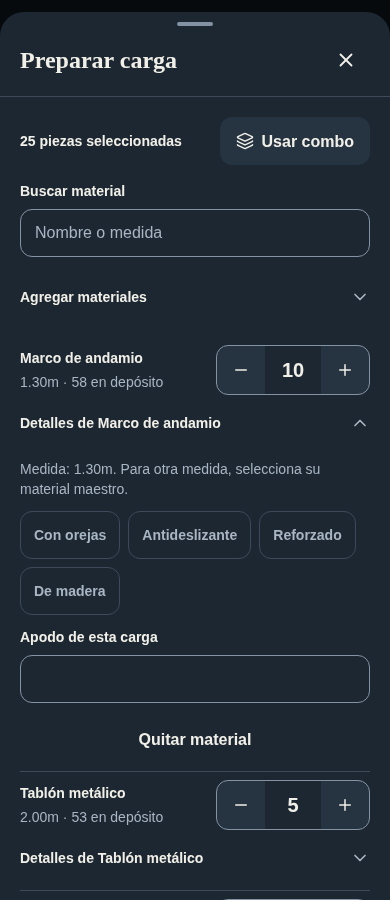 Preparar carga
25 piezas seleccionadas
Usar combo
Buscar material
Nombre o medida
Agregar materiales
Marco de andamio
1.30m · 58 en depósito
− 10 +
Detalles de Marco de andamio
Medida: 1.30m. Para otra medida, selecciona su
material maestro.
Con orejas
Antideslizante
Reforzado
De madera
Apodo de esta carga
Quitar material
Tablón metálico
2.00m · 53 en depósito
− 5 +
Detalles de Tablón metálico